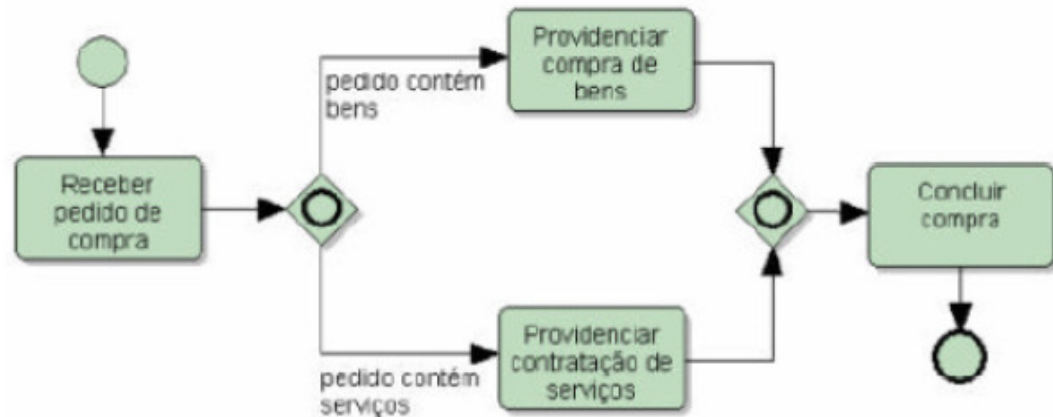 Receber
pedido de
compra
pedido contém
bens
Providenciar
compra de
bens
pedido contém
serviços
Providenciar
contratação de
serviços
Concluir
compra